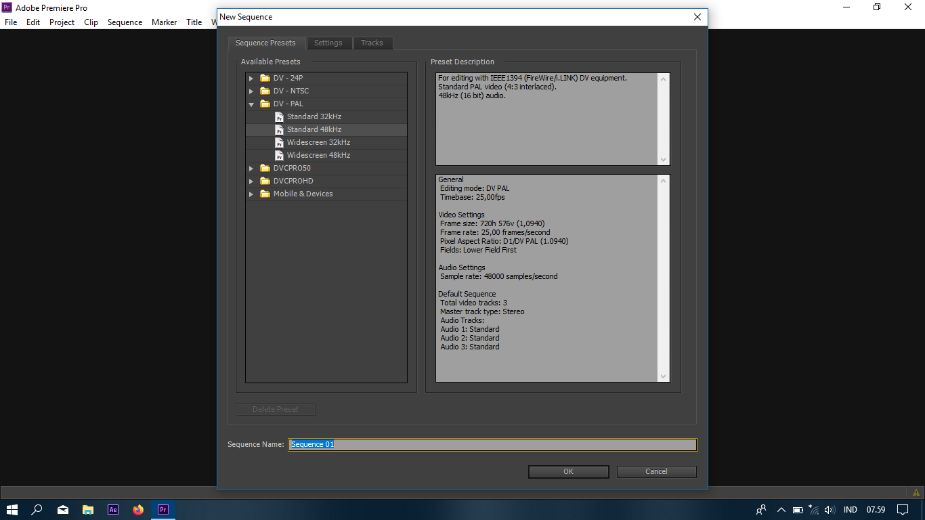 Pr Adobe Premiere Pro
New Sequence
File Edit Project Clip Sequence Marker Title W
Sequence Presets Settings Tracks
Available Presets
DV - 24P
DV - NTSC
DV - PAL
Standard 32kHz
Standard 48kHz
Widescreen 32kHz
Widescreen 48kHz
DVCPRO50
DVCPROHD
Mobile & Devices
Preset Description
For editing with IEEE1394 (FireWire/i.LINK) DV equipment.
Standard PAL video (4:3 interlaced).
48kHz (16 bit) audio.
General
Editing mode: DV PAL
Timebase: 25,00fps
Video Settings
Frame size: 720h 576v (1,0940)
Frame rate: 25,00 frames/second
Pixel Aspect Ratio: D1/DV PAL (1.0940)
Fields: Lower Field First
Audio Settings
Sample rate: 48000 samples/second
Default Sequence
Total video tracks: 3
Master track type: Stereo
Audio Tracks:
Audio 1: Standard
Audio 2: Standard
Audio 3: Standard
Delete Preset
Sequence Name: Sequence 01
OK Cancel
Ae Pr IND 07.59